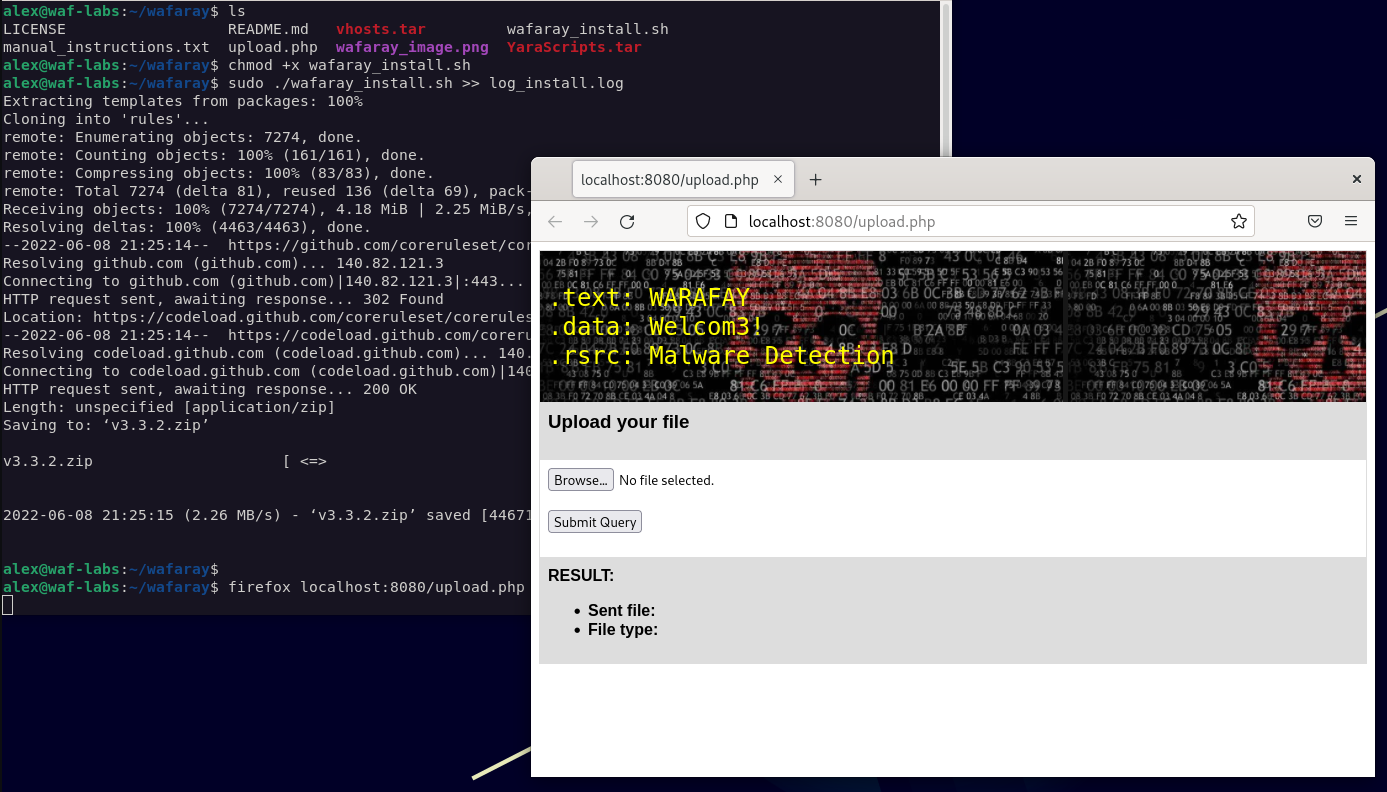 alex@waf-labs:~/wafaray$ ls
LICENSE README.md vhosts.tar wafaray_install.sh
manual_instructions.txt upload.php wafaray_image.png YaraScripts.tar
alex@waf-labs:~/wafaray$ chmod +x wafaray_install.sh
alex@waf-labs:~/wafaray$ sudo ./wafaray_install.sh >> log_install.log
Extracting templates from packages: 100%
Cloning into 'rules'...
remote: Enumerating objects: 7274, done.
remote: Counting objects: 100% (161/161), done.
remote: Compressing objects: 100% (83/83), done.
remote: Total 7274 (delta 81), reused 136 (delta 69), pack-
Receiving objects: 100% (7274/7274), 4.18 MiB | 2.25 MiB/s,
Resolving deltas: 100% (4463/4463), done.
--2022-06-08 21:25:14-- https://github.com/coreruleset/cor
Resolving github.com (github.com)... 140.82.121.3
Connecting to github.com (github.com)|140.82.121.3|:443...
HTTP request sent, awaiting response... 302 Found
Location: https://codeload.github.com/coreruleset/corerules
--2022-06-08 21:25:14-- https://codeload.github.com/coreru
Resolving codeload.github.com (codeload.github.com)... 140.
Connecting to codeload.github.com (codeload.github.com)|140
HTTP request sent, awaiting response... 200 OK
Length: unspecified [application/zip]
Saving to: ‘v3.3.2.zip’
v3.3.2.zip [ <=>
2022-06-08 21:25:15 (2.26 MB/s) - ‘v3.3.2.zip’ saved [44671
alex@waf-labs:~/wafaray$
alex@waf-labs:~/wafaray$ firefox localhost:8080/upload.php
localhost:8080/upload.php
localhost:8080/upload.php
.text: WARAFAY
.data: Welcom3!
.rsrc: Malware Detection
Upload your file
Browse... No file selected.
Submit Query
RESULT:
• Sent file:
• File type: